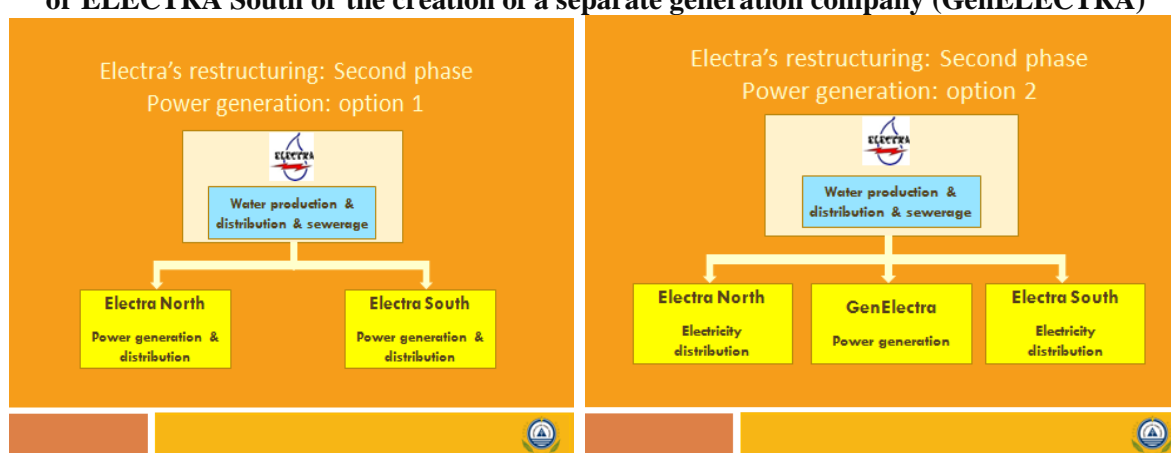 or ELECTRA South or the creation of a separate generation company (GenELECTRA)
Electra's restructuring: Second phase
Power generation: option 1
ELECTRA
Water production &
distribution & sewerage
Electra North
Power generation &
distribution
Electra South
Power generation &
distribution
Electra's restructuring: Second phase
Power generation: option 2
ELECTRA
Water production &
distribution & sewerage
Electra North
Electricity
distribution
GenElectra
Power generation
Electra South
Electricity
distribution